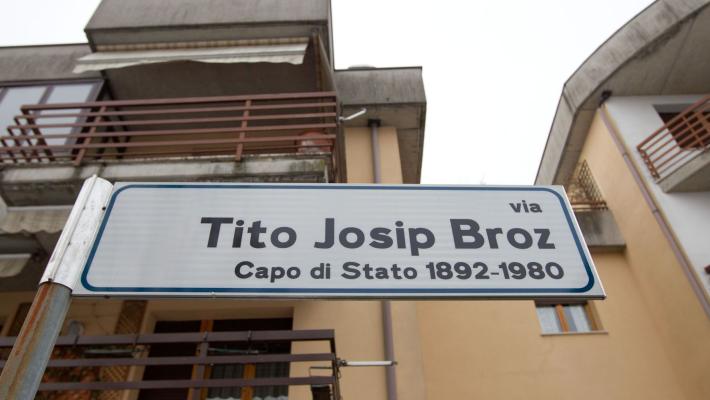 via
Tito Josip Broz
Capo di Stato 1892-1980